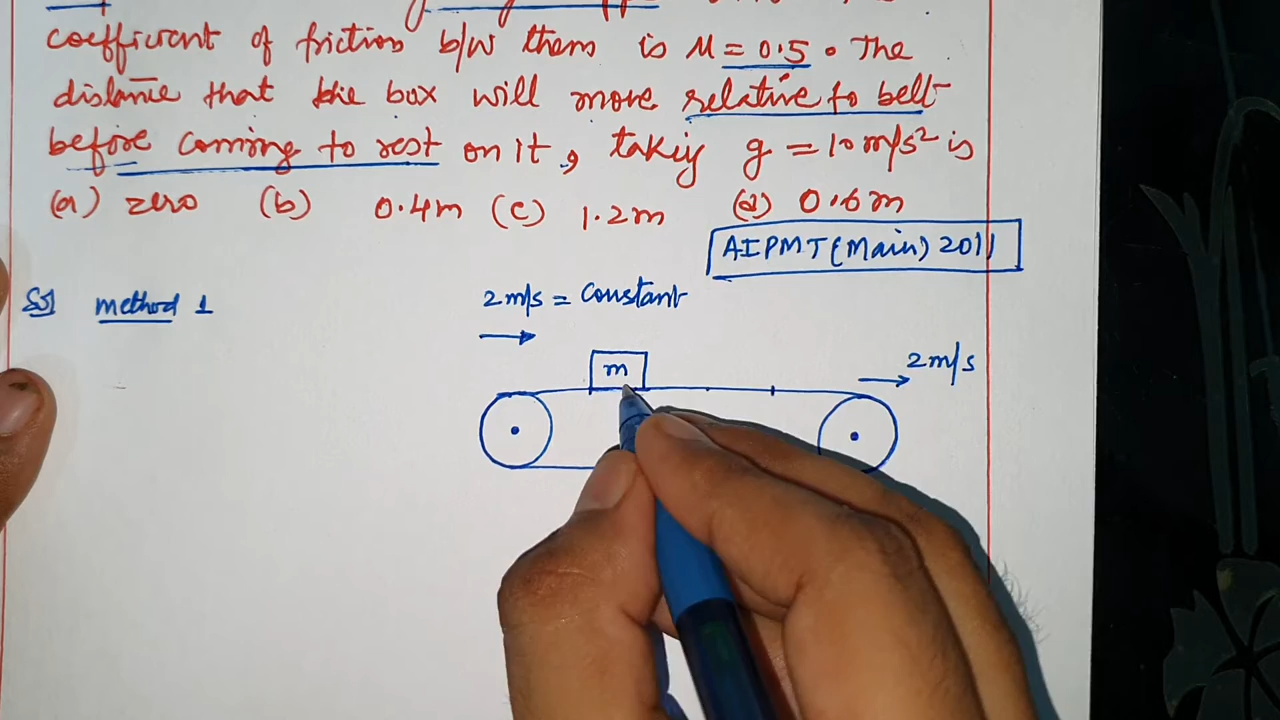 coefficient of friction b/w them is μ = 0.5. The
distance that the box will move relative to belt
before coming to rest on it, taking g = 10 m/s² is
(a) zero (b) 0.4m (c) 1.2m (d) 0.6m
AIPMT (Main) 2011
Sol method 1
2m/s = constant
m
2m/s